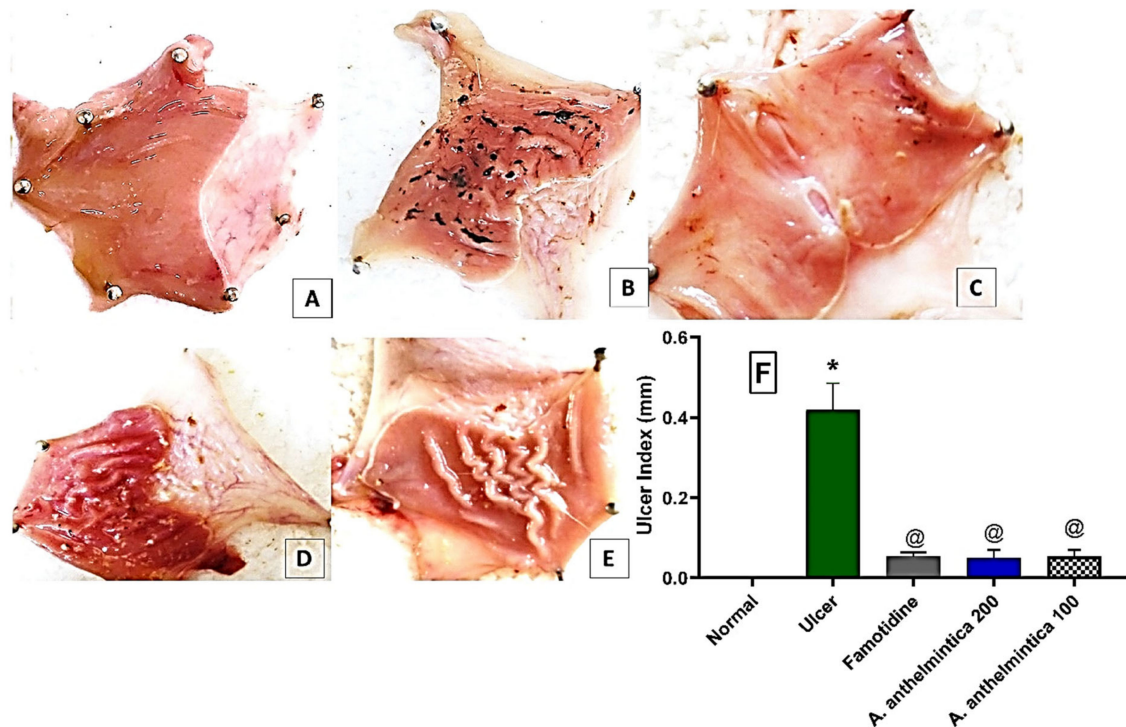 A
B
C
D
E
F
Ulcer Index (mm)
0.6
0.4
0.2
0.0
*
@
@
@
Normal
Ulcer
Famotidine
A. anthelmintica 200
A. anthelmintica 100